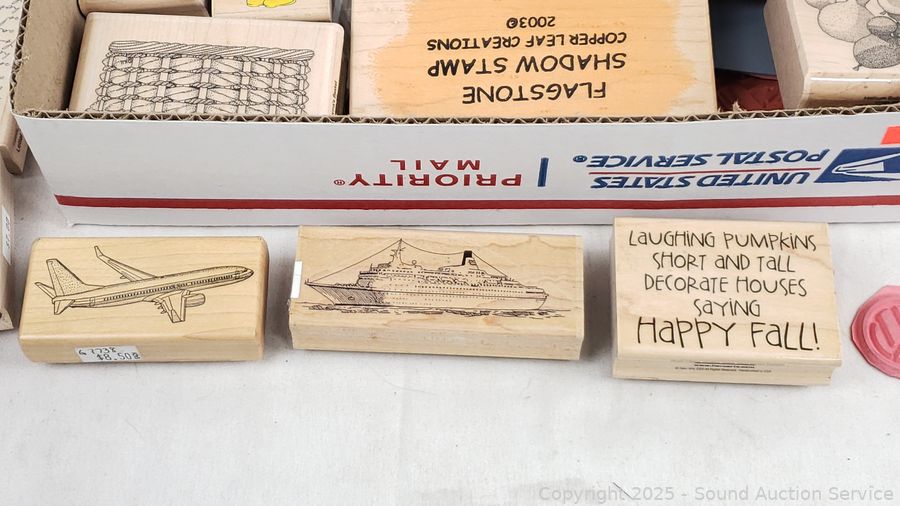 FLAGSTONE
SHADOW STAMP
COPPER LEAF CREATIONS
2003©
UNITED STATES
POSTAL SERVICE®
PRIORITY®
MAIL
G 1738
$8.50
LAUGHING PUMPKINS
SHORT AND TALL
DECORATE HOUSES
SAYING
HAPPY FALL!
Copyright 2025 - Sound Auction Service